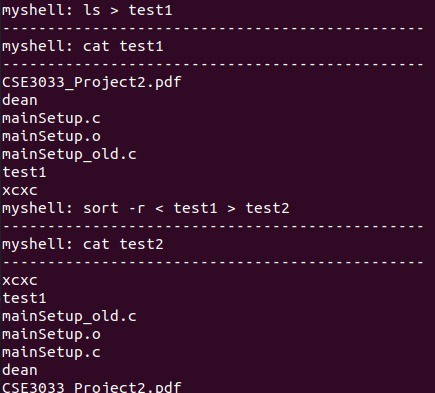 myshell: ls > test1
-----------------------------------------------
myshell: cat test1
-----------------------------------------------
CSE3033_Project2.pdf
dean
mainSetup.c
mainSetup.o
mainSetup_old.c
test1
xcxc
myshell: sort -r < test1 > test2
-----------------------------------------------
myshell: cat test2
-----------------------------------------------
xcxc
test1
mainSetup_old.c
mainSetup.o
mainSetup.c
dean
CSE3033_Project2.pdf